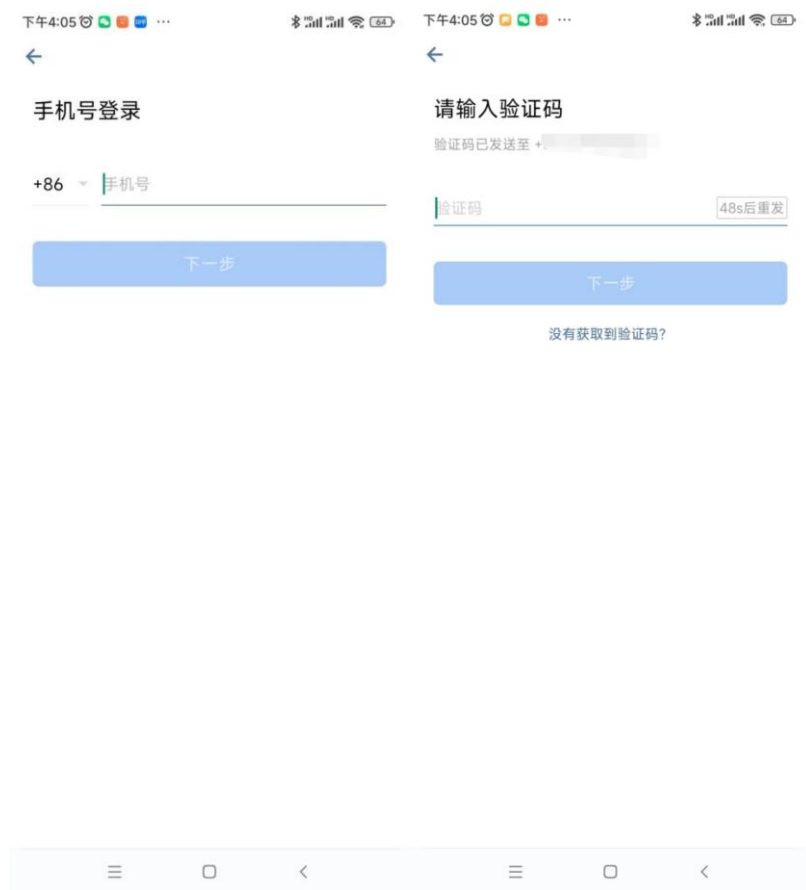 下午4:05
64
手机号登录
+86
手机号
下一步
下午4:05
64
请输入验证码
验证码已发送至 +
验证码
48s后重发
下一步
没有获取到验证码?